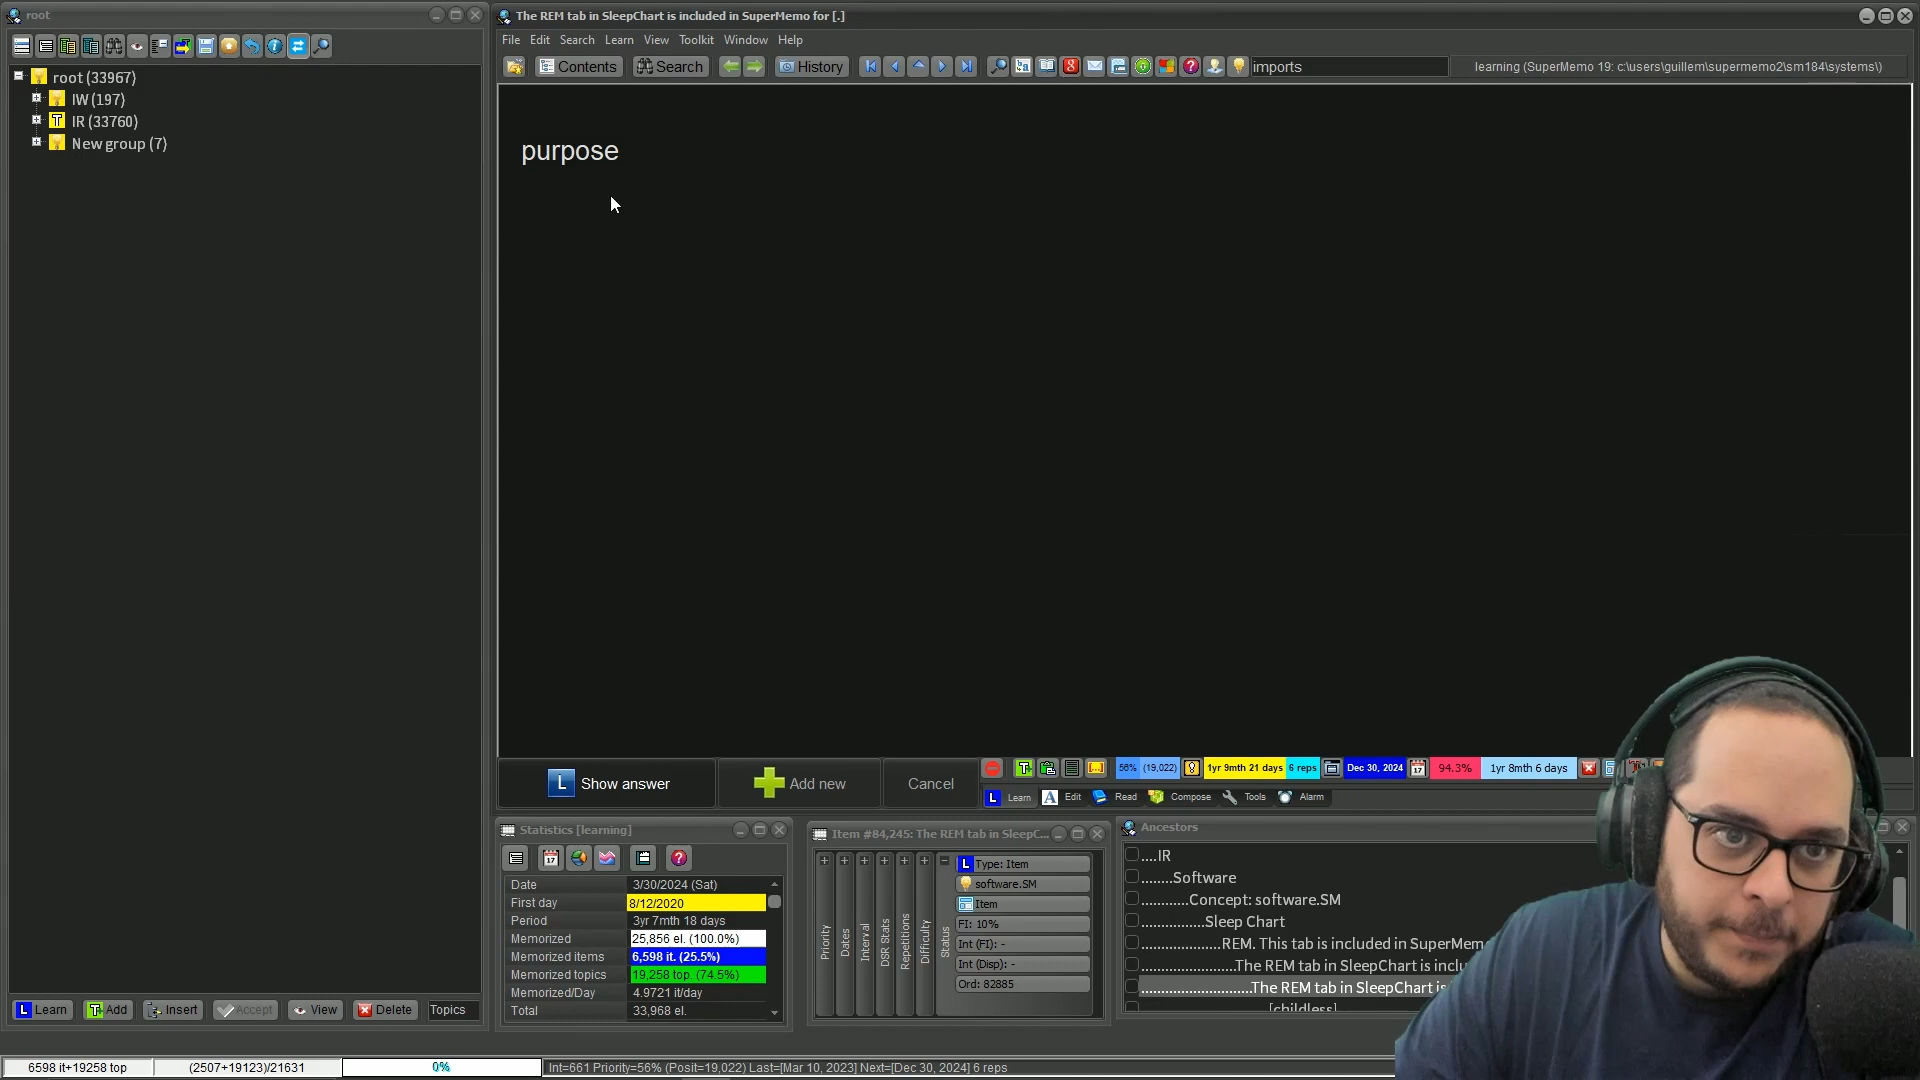 root
root (33967)
IW (197)
IR (33760)
New group (7)
Learn
Add
Insert
Accept
View
Delete
Topics
The REM tab in SleepChart is included in SuperMemo for [.]
File Edit Search Learn View Toolkit Window Help
Contents
Search
History
imports
learning (SuperMemo 19: c:\users\guillem\supermemo2\sm184\systems\)
purpose
Show answer
Add new
Cancel
56% (19,022) 1yr 9mth 21 days 6 reps Dec 30, 2024 94.3% 1yr 8mth 6 days
Learn Edit Read Compose Tools Alarm
Statistics [learning]
Date 3/30/2024 (Sat)
First day 8/12/2020
Period 3yr 7mth 18 days
Memorized 25,856 el. (100.0%)
Memorized items 6,598 it. (25.5%)
Memorized topics 19,258 top. (74.5%)
Memorized/Day 4.9721 it/day
Total 33,968 el.
Item #84,245: The REM tab in SleepC...
Priority
Dates
Interval
DSR Stats
Repetitions
Difficulty
Status
Type: Item
software.SM
Item
FI: 10%
Int (FI): -
Int (Disp): -
Ord: 82885
Ancestors
....IR
........Software
............Concept: software.SM
................Sleep Chart
....................REM. This tab is included in SuperMemo
........................The REM tab in SleepChart is inclu
............................The REM tab in SleepChart is
[childless]
6598 it+19258 top
(2507+19123)/21631
0%
Int=661 Priority=56% (Posit=19,022) Last=[Mar 10, 2023] Next=[Dec 30, 2024] 6 reps